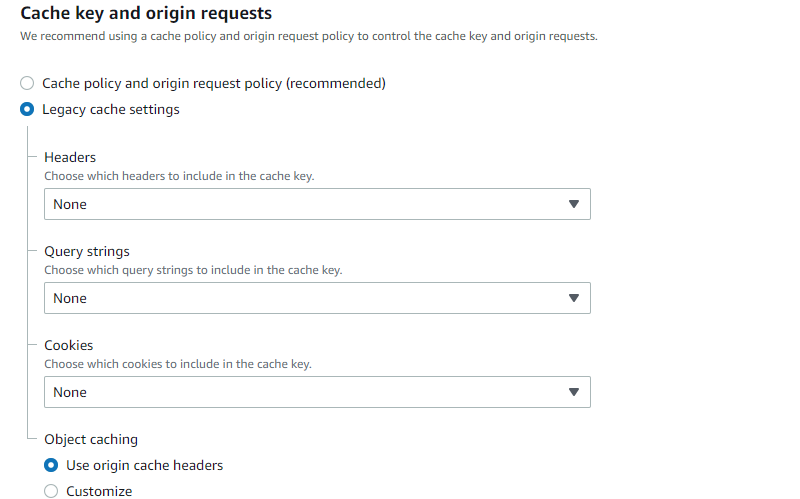 Cache key and origin requests
We recommend using a cache policy and origin request policy to control the cache key and origin requests.
Cache policy and origin request policy (recommended)
Legacy cache settings
Headers
Choose which headers to include in the cache key.
None
Query strings
Choose which query strings to include in the cache key.
None
Cookies
Choose which cookies to include in the cache key.
None
Object caching
Use origin cache headers
Customize